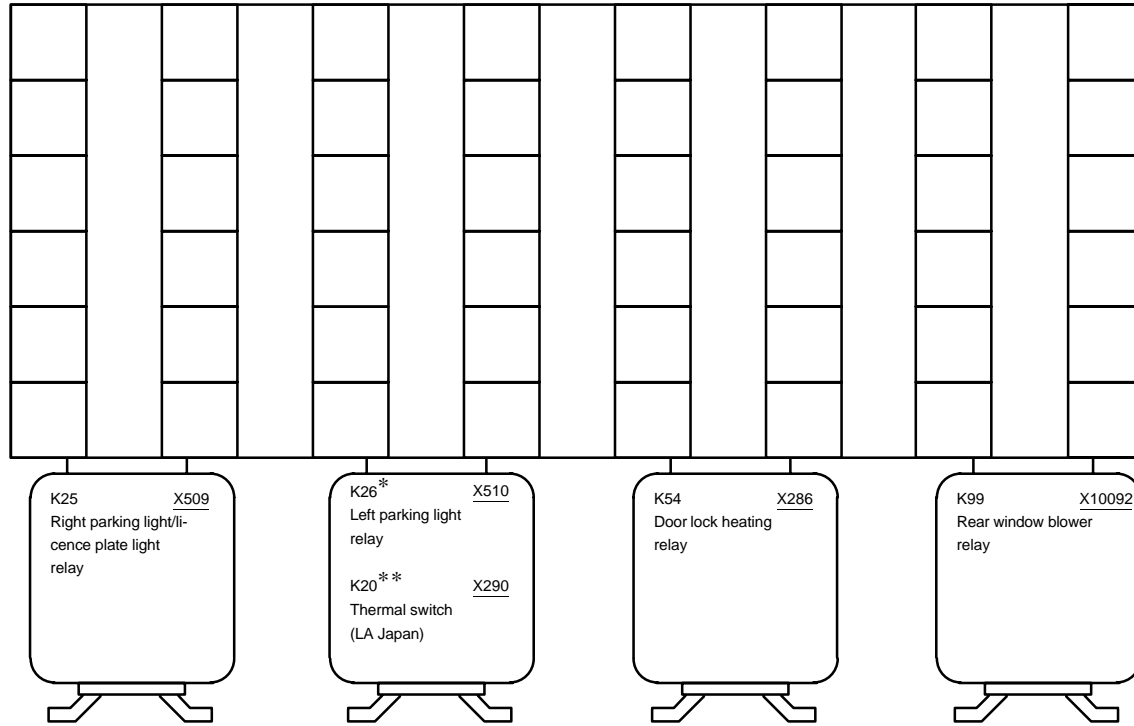 K25 X509
Right parking light/li-
cence plate light
relay
K26* X510
Left parking light
relay
K20** X290
Thermal switch
(LA Japan)
K54 X286
Door lock heating
relay
K99 X10092
Rear window blower
relay